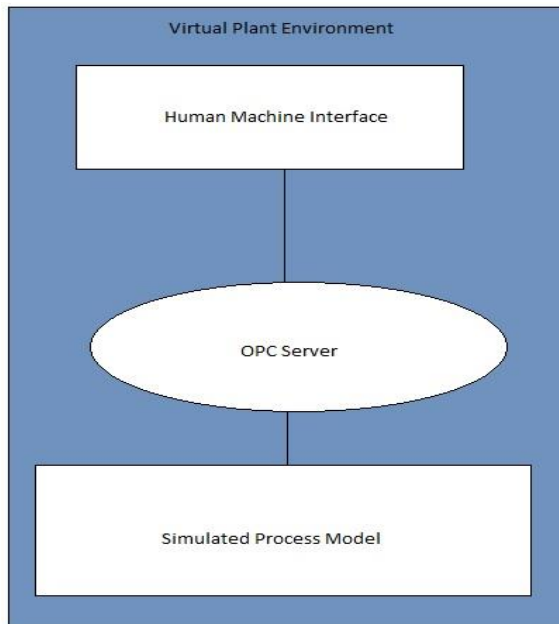 Virtual Plant Environment
Human Machine Interface
OPC Server
Simulated Process Model